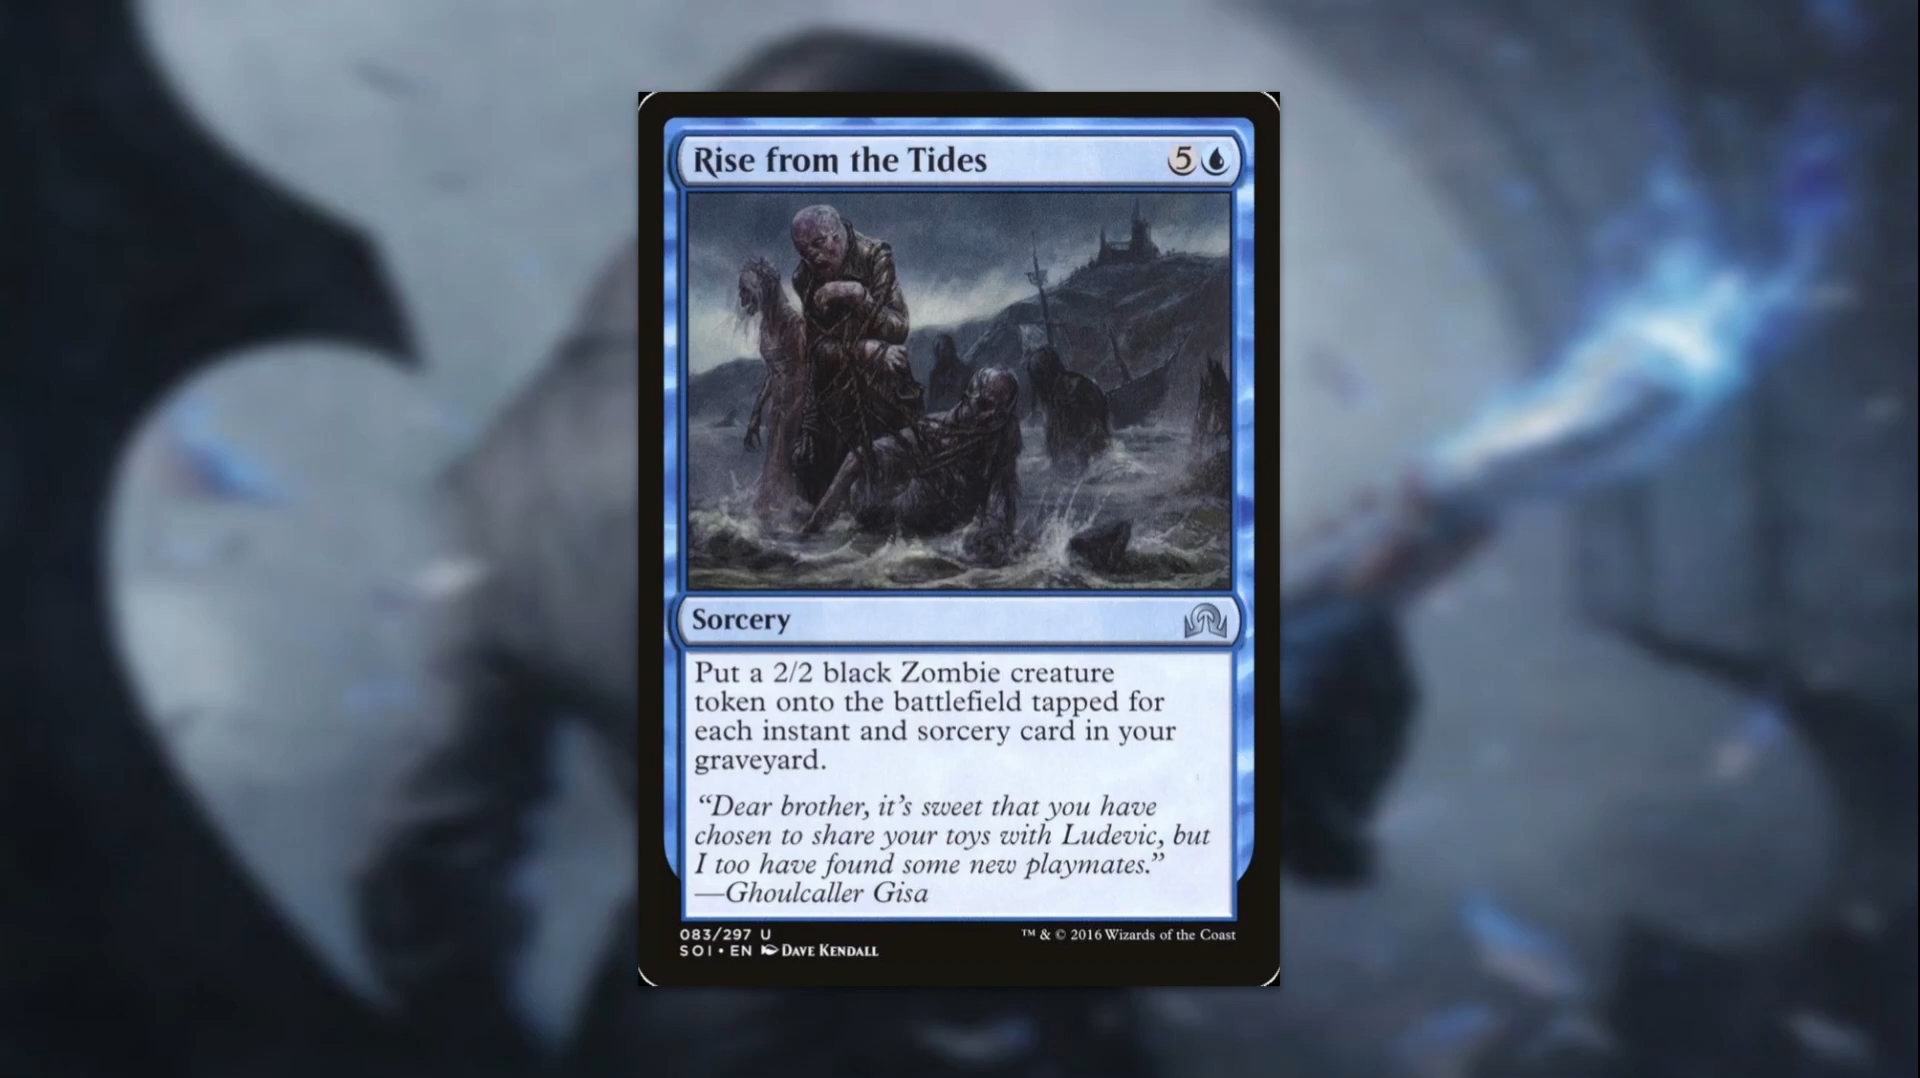 Rise from the Tides 5
Sorcery
Put a 2/2 black Zombie creature
token onto the battlefield tapped for
each instant and sorcery card in your
graveyard.
“Dear brother, it’s sweet that you have
chosen to share your toys with Ludevic, but
I too have found some new playmates.”
—Ghoulcaller Gisa
083/297 U
SOI • EN DAVE KENDALL
™ & © 2016 Wizards of the Coast